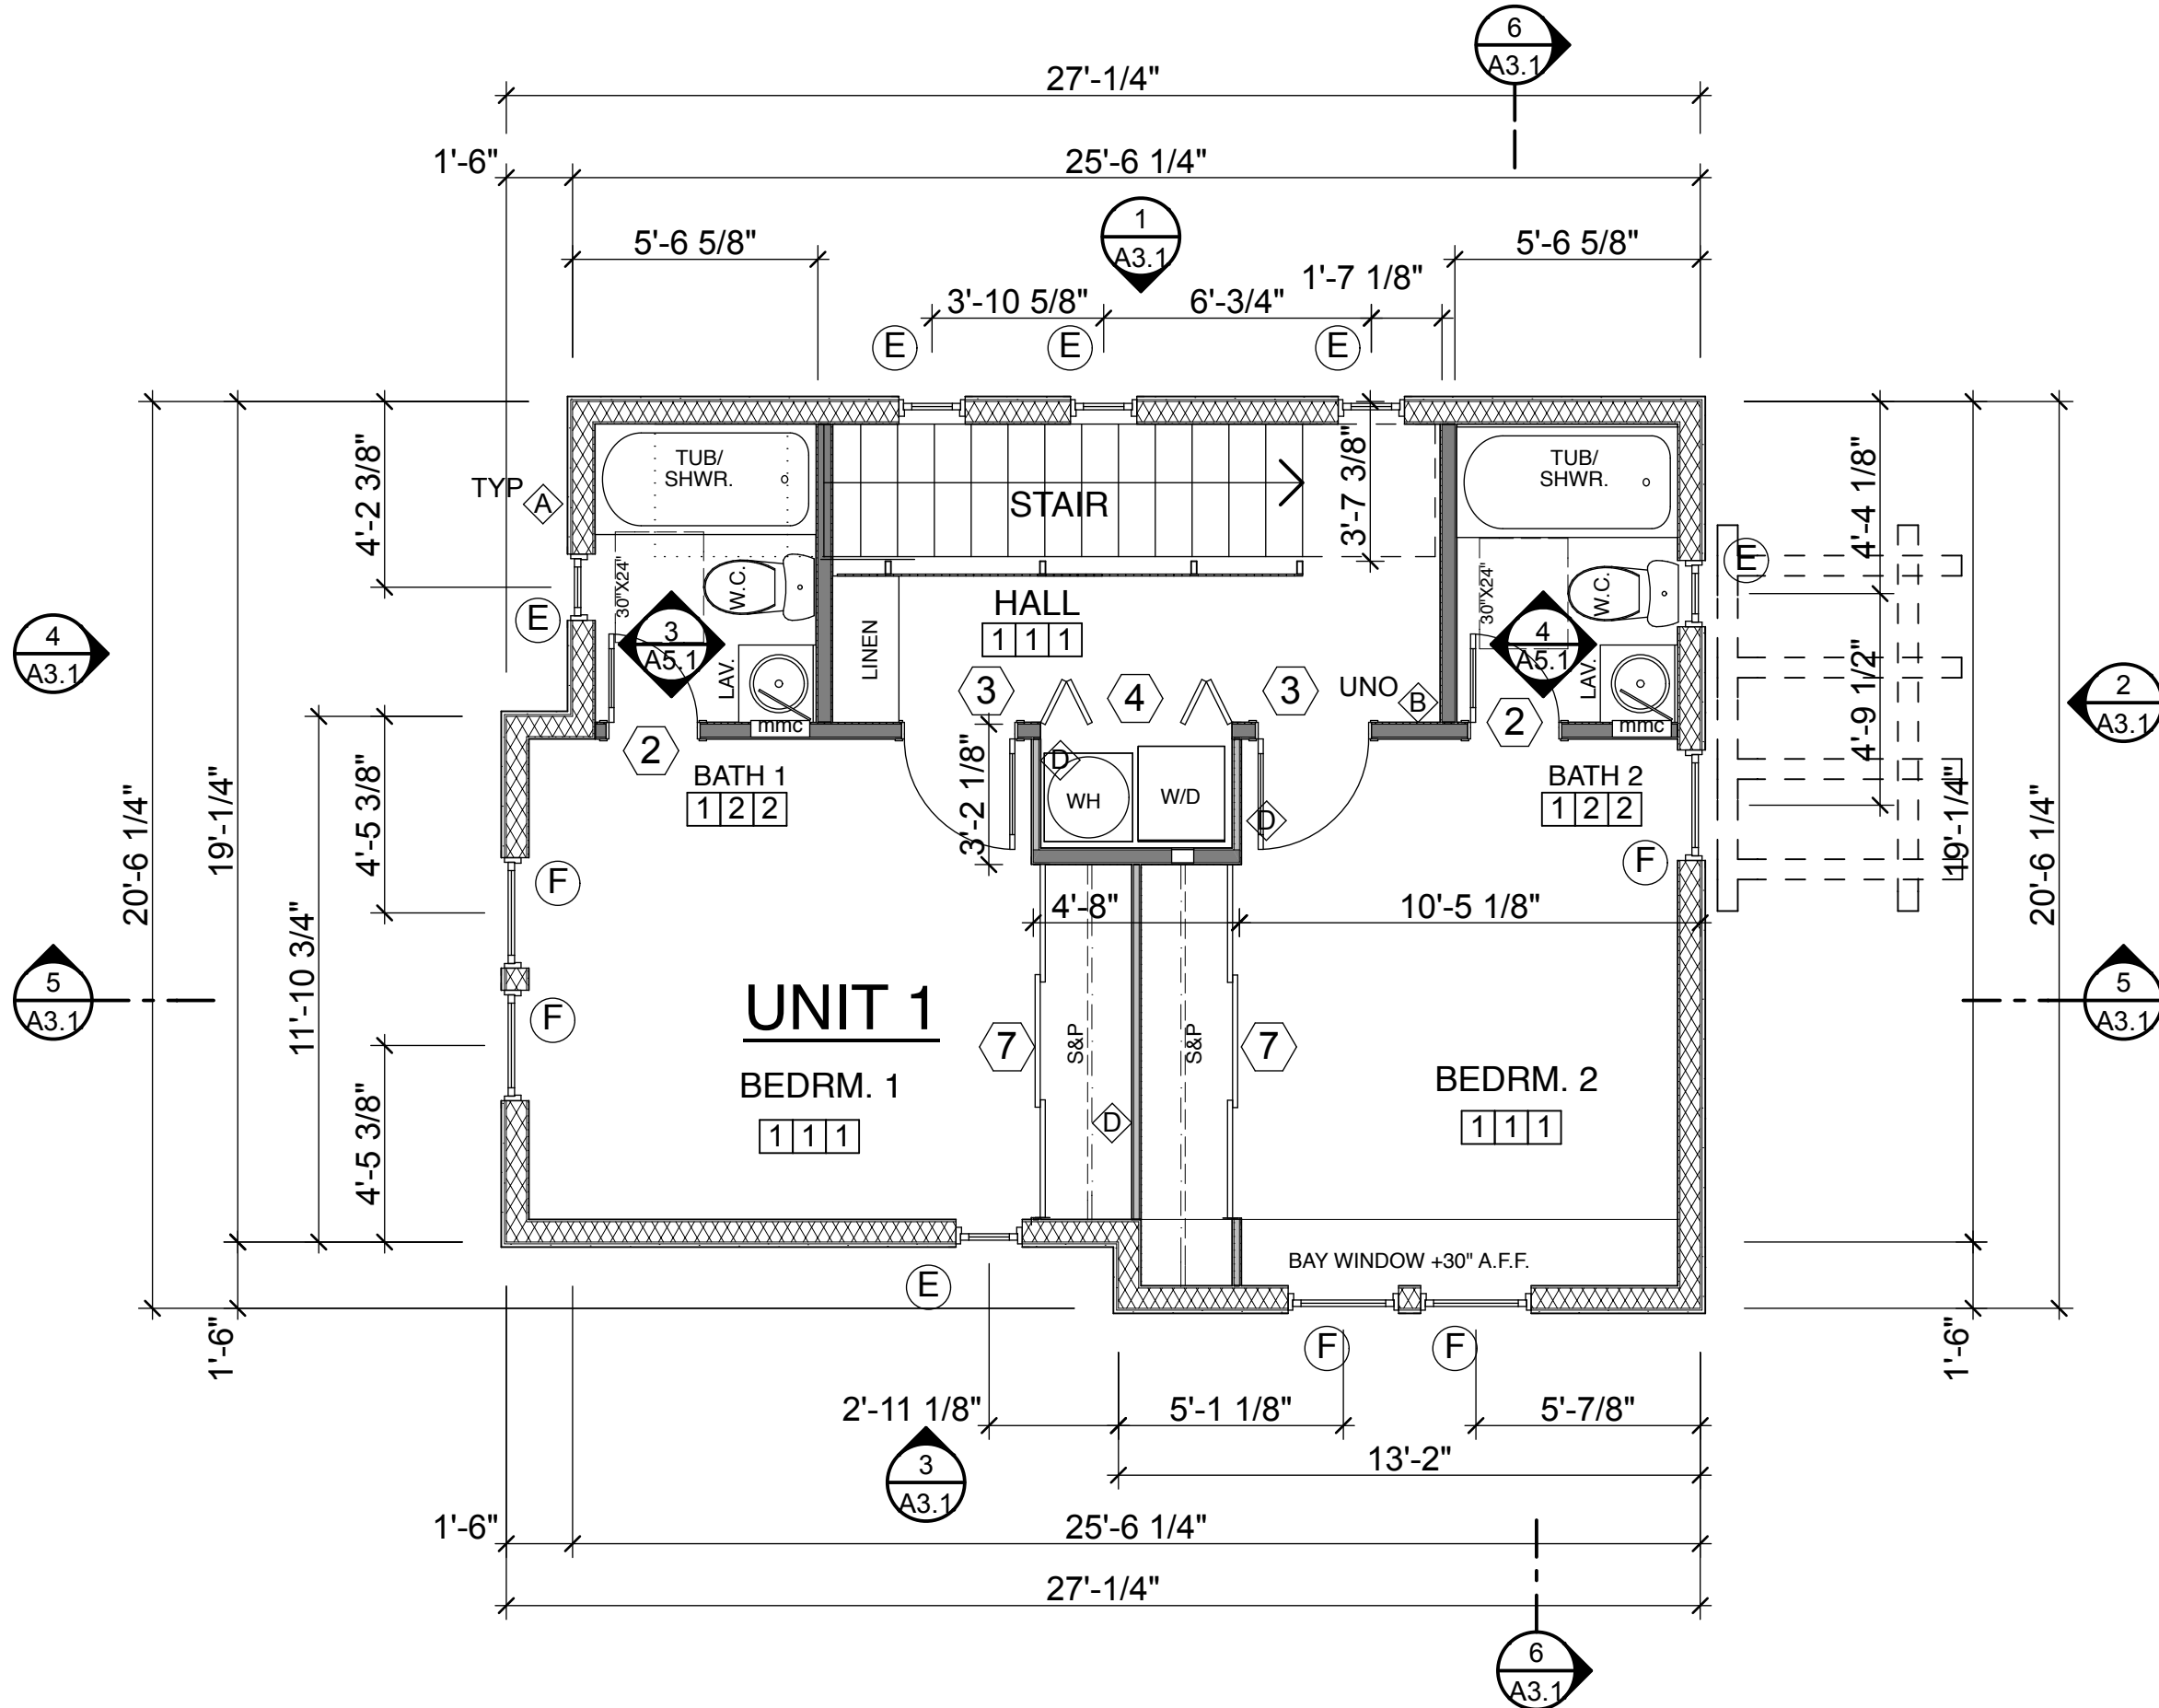 6
A3.1
27'-1/4"
1'-6"
25'-6 1/4"
1
A3.1
5'-6 5/8"
5'-6 5/8"
1'-7 1/8"
3'-10 5/8"
6'-3/4"
E
E
E
TUB/
SHWR.
TUB/
SHWR.
TYP
A
STAIR
3'-7 3/8"
4'-2 3/8"
4'-4 1/8"
E
W.C.
30"X24"
W.C.
30"X24"
HALL
1 1 1
E
4
A3.1
3
A5.1
4
A5.1
LINEN
LAV.
LAV.
3
4
3
UNO
B
2
A3.1
mmc
mmc
2
2
4'-9 1/2"
BATH 1
1 2 2
D
WH
W/D
D
BATH 2
1 2 2
3'-2 1/8"
20'-6 1/4"
19'-1/4"
4'-5 3/8"
19'-1/4"
20'-6 1/4"
F
F
4'-8"
10'-5 1/8"
11'-10 3/4"
5
A3.1
5
A3.1
UNIT 1
F
7
S&P
S&P
7
BEDRM. 1
1 1 1
BEDRM. 2
1 1 1
D
4'-5 3/8"
BAY WINDOW +30" A.F.F.
E
F
F
1'-6"
1'-6"
2'-11 1/8"
5'-1 1/8"
5'-7/8"
13'-2"
3
A3.1
1'-6"
25'-6 1/4"
27'-1/4"
6
A3.1